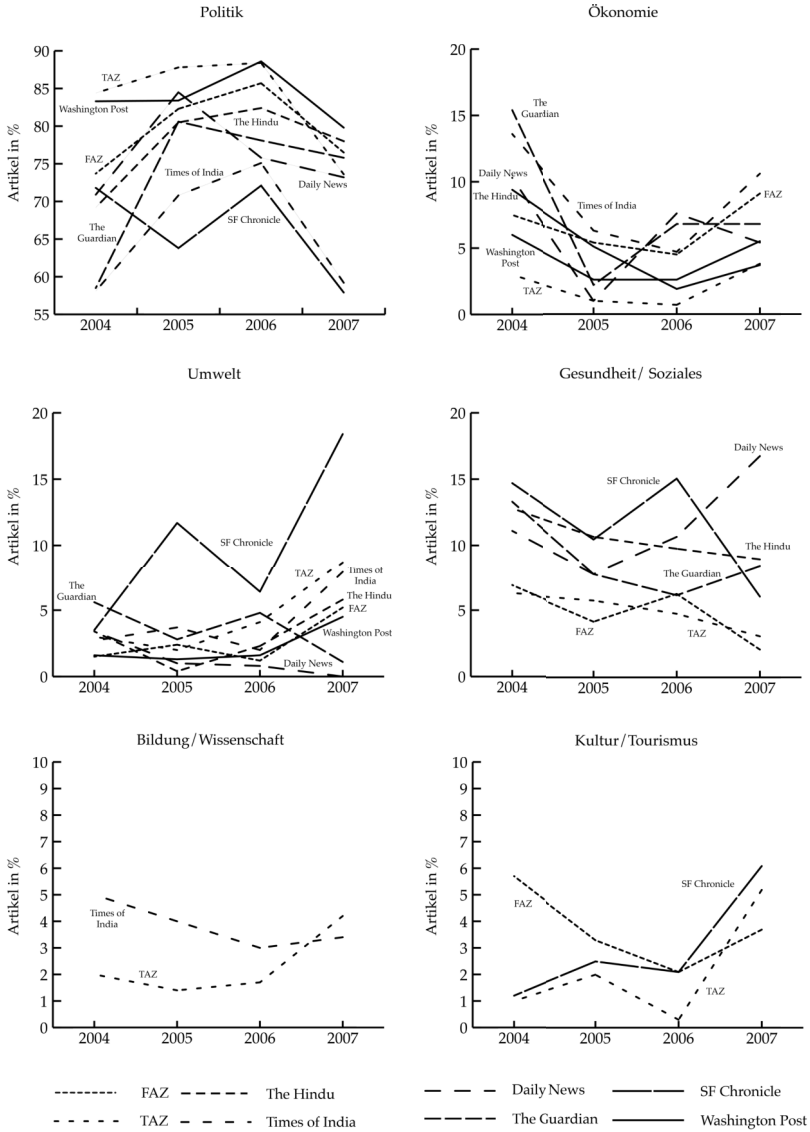 Politik
Artikel in %
90
85
80
75
70
65
60
55
2004
2005
2006
2007
TAZ
Washington Post
FAZ
The Hindu
Times of India
Daily News
The
Guardian
SF Chronicle
Ökonomie
Artikel in %
20
15
10
5
0
2004
2005
2006
2007
The
Guardian
Daily News
The Hindu
Times of India
FAZ
Washington
Post
TAZ
Umwelt
Artikel in %
20
15
10
5
0
2004
2005
2006
2007
SF Chronicle
The
Guardian
TAZ
Times of
India
The Hindu
FAZ
Washington Post
Daily News
Gesundheit/ Soziales
Artikel in %
20
15
10
5
0
2004
2005
2006
2007
Daily News
SF Chronicle
The Hindu
The Guardian
FAZ
TAZ
Bildung/Wissenschaft
Artikel in %
10
9
8
7
6
5
4
3
2
1
0
2004
2005
2006
2007
Times of
India
TAZ
Kultur/Tourismus
Artikel in %
10
9
8
7
6
5
4
3
2
1
0
2004
2005
2006
2007
SF Chronicle
FAZ
TAZ
FAZ
The Hindu
Daily News
SF Chronicle
TAZ
Times of India
The Guardian
Washington Post